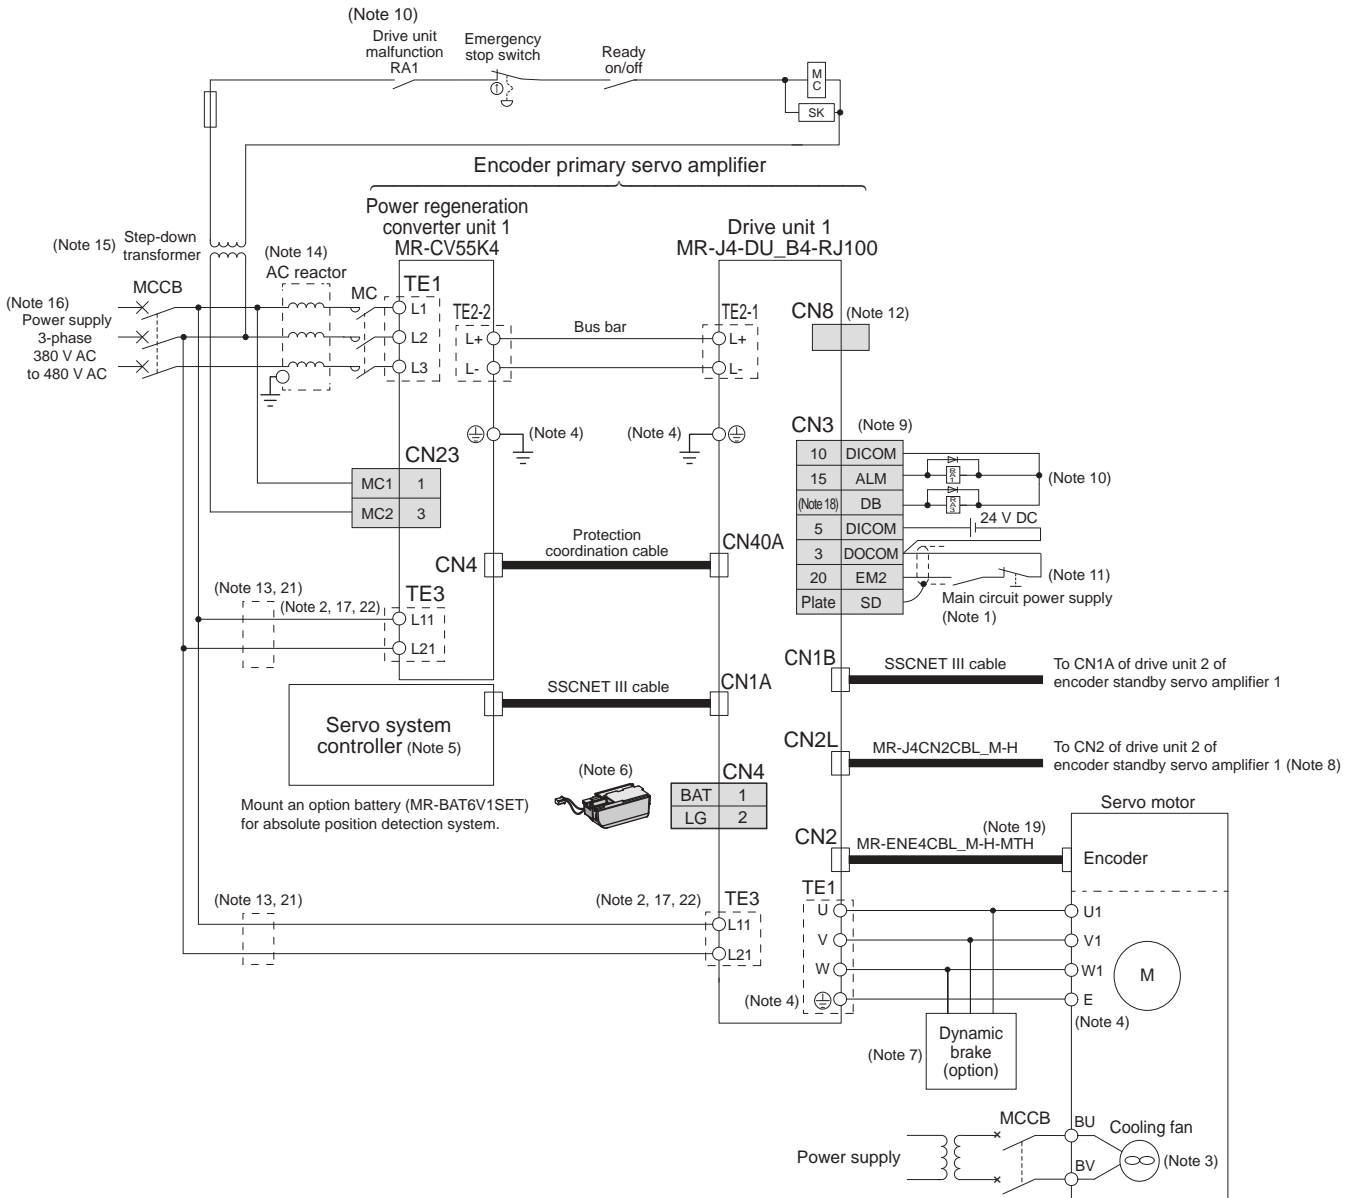 (Note 10)
Drive unit
malfunction
RA1
Emergency
stop switch
Ready
on/off
M
C
SK
Encoder primary servo amplifier
Power regeneration
converter unit 1
MR-CV55K4
Drive unit 1
MR-J4-DU_B4-RJ100
(Note 15)
Step-down
transformer
(Note 14)
AC reactor
MCCB
MC
TE1
(Note 16)
Power supply
3-phase
380 V AC
to 480 V AC
L1
L2
L3
TE2-2
L+
L-
Bus bar
TE2-1
L+
L-
CN8
(Note 12)
(Note 4)
(Note 4)
CN23
MC1 1
MC2 3
CN3
(Note 9)
10 DICOM
15 ALM
(Note 18) DB
5 DICOM
3 DOCOM
20 EM2
Plate SD
(Note 10)
24 V DC
(Note 11)
Main circuit power supply
(Note 1)
CN4
Protection
coordination cable
CN40A
(Note 13, 21)
(Note 2, 17, 22)
TE3
L11
L21
CN1B
SSCNET III cable
To CN1A of drive unit 2 of
encoder standby servo amplifier 1
Servo system
controller (Note 5)
SSCNET III cable
CN1A
CN2L
MR-J4CN2CBL_M-H
To CN2 of drive unit 2 of
encoder standby servo amplifier 1 (Note 8)
Mount an option battery (MR-BAT6V1SET)
for absolute position detection system.
(Note 6)
CN4
BAT 1
LG 2
Servo motor
CN2
(Note 19)
MR-ENE4CBL_M-H-MTH
Encoder
(Note 13, 21)
(Note 2, 17, 22)
TE3
L11
L21
TE1
U
V
W
(Note 4)
U1
V1
W1
E
(Note 4)
M
(Note 7)
Dynamic
brake
(option)
Power supply
MCCB
BU
BV
Cooling fan
(Note 3)